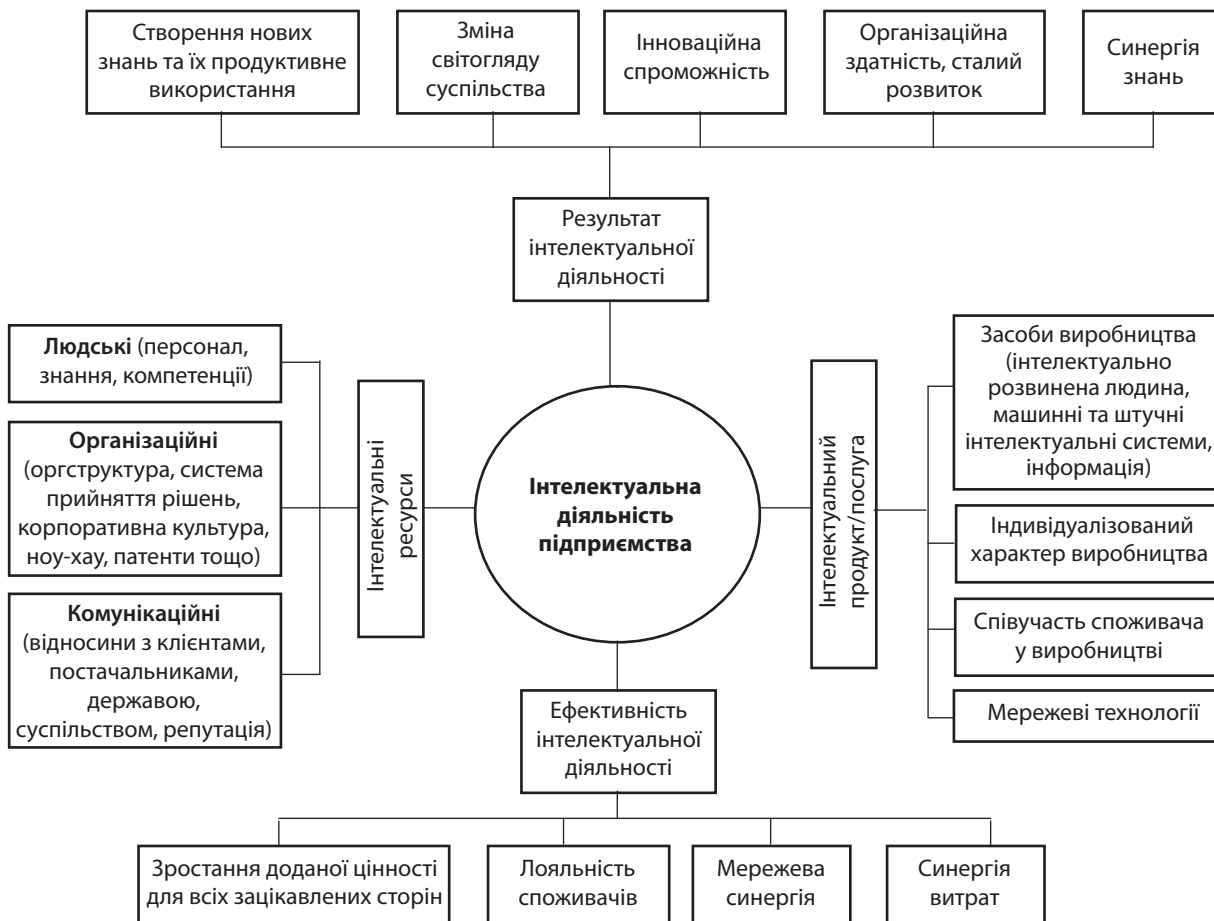 Створення нових
знань та їх продуктивне
використання
Зміна
світогляду
суспільства
Інноваційна
спроможність
Організаційна
здатність, сталий
розвиток
Синергія
знань
Результат
інтелектуальної
діяльності
Людські (персонал,
знання, компетенції)
Організаційні
(оргструктура, система
прийняття рішень,
корпоративна культура,
ноу-хау, патенти тощо)
Комунікаційні
(відносини з клієнтами,
постачальниками,
державою,
суспільством, репутація)
Інтелектуальні
ресурси
Інтелектуальна
діяльність
підприємства
Інтелектуальний
продукт/послуга
Засоби виробництва
(інтелектуально
розвинена людина,
машинні та штучні
інтелектуальні системи,
інформація)
Індивідуалізований
характер виробництва
Співучасть споживача
у виробництві
Мережеві технології
Ефективність
інтелектуальної
діяльності
Зростання доданої цінності
для всіх зацікавлених сторін
Лояльність
споживачів
Мережева
синергія
Синергія
витрат